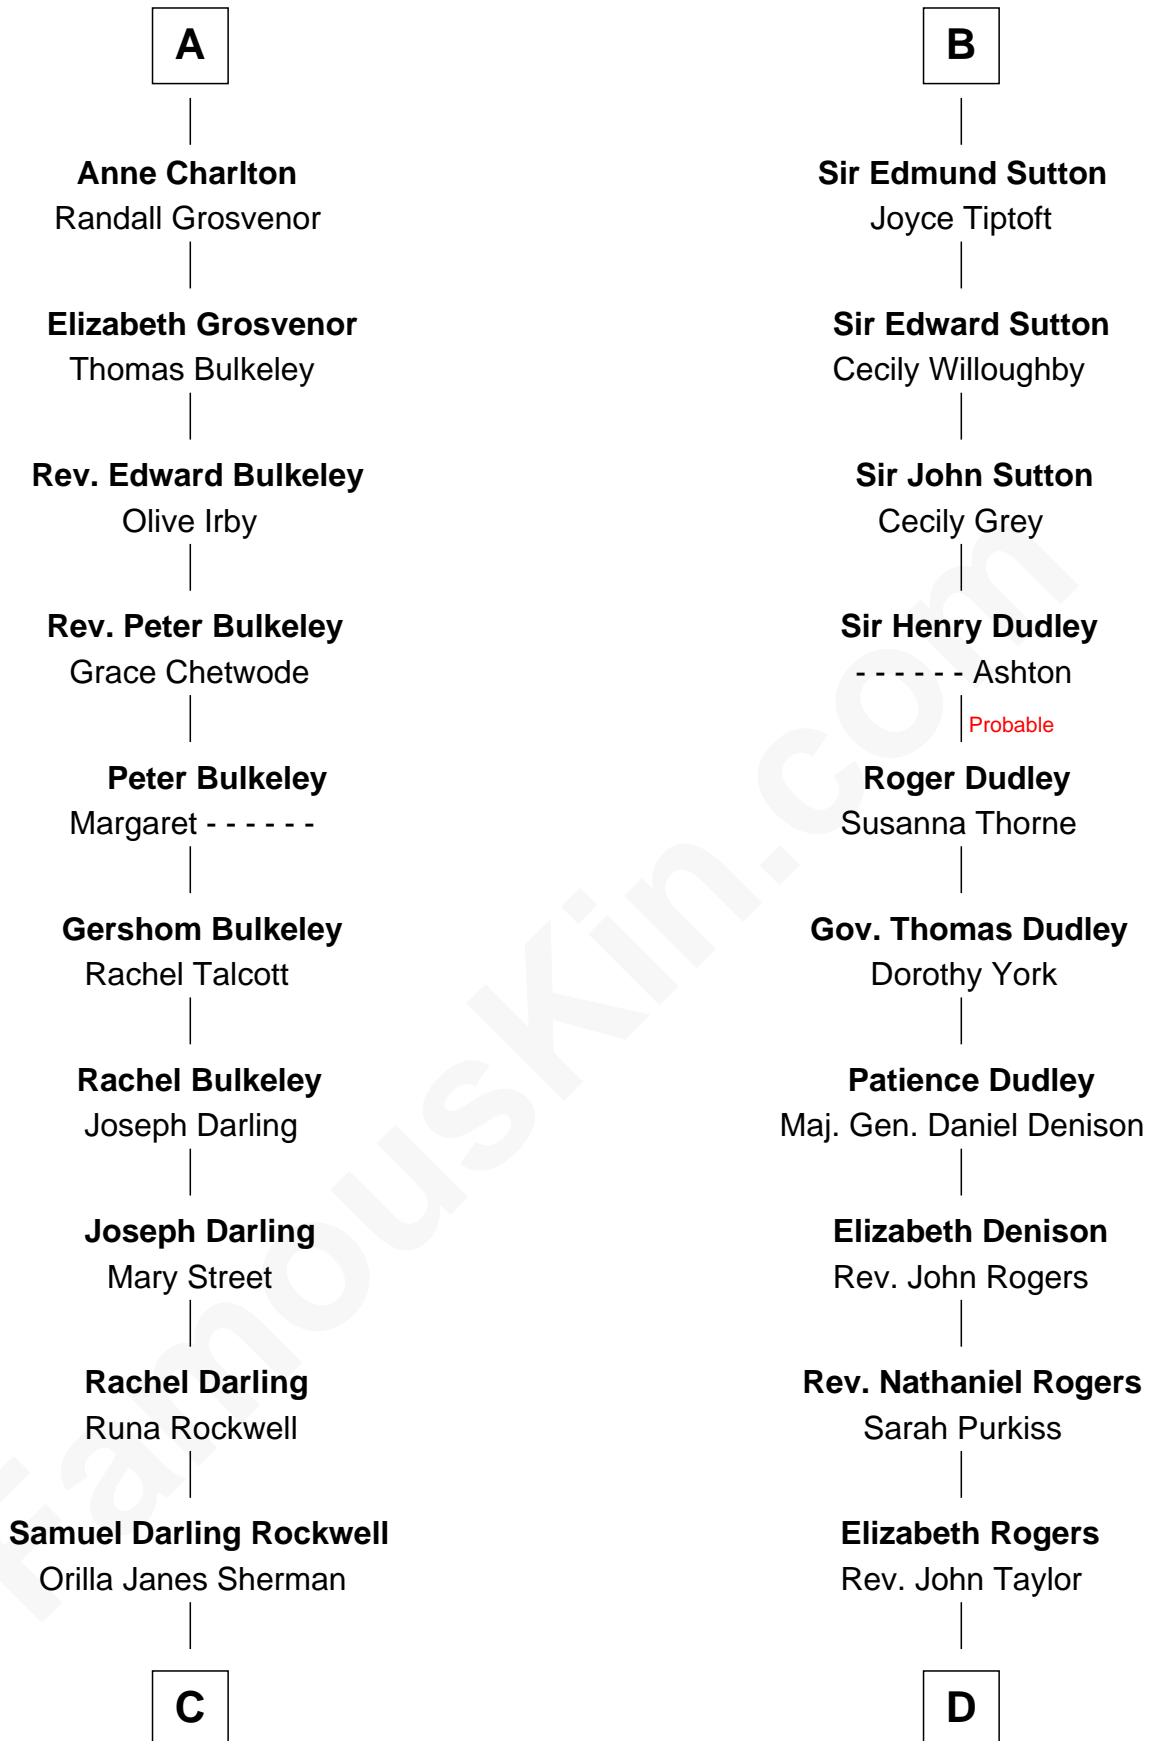 A
Anne Charlton
Randall Grosvenor
Elizabeth Grosvenor
Thomas Bulkeley
Rev. Edward Bulkeley
Olive Irby
Rev. Peter Bulkeley
Grace Chetwode
Peter Bulkeley
Margaret - - - - - -
Gershom Bulkeley
Rachel Talcott
Rachel Bulkeley
Joseph Darling
Joseph Darling
Mary Street
Rachel Darling
Runa Rockwell
Samuel Darling Rockwell
Orilla Janes Sherman
C
B
Sir Edmund Sutton
Joyce Tiptoft
Sir Edward Sutton
Cecily Willoughby
Sir John Sutton
Cecily Grey
Sir Henry Dudley
- - - - - - Ashton
Probable
Roger Dudley
Susanna Thorne
Gov. Thomas Dudley
Dorothy York
Patience Dudley
Maj. Gen. Daniel Denison
Elizabeth Denison
Rev. John Rogers
Rev. Nathaniel Rogers
Sarah Purkiss
Elizabeth Rogers
Rev. John Taylor
D
FamousKin.com